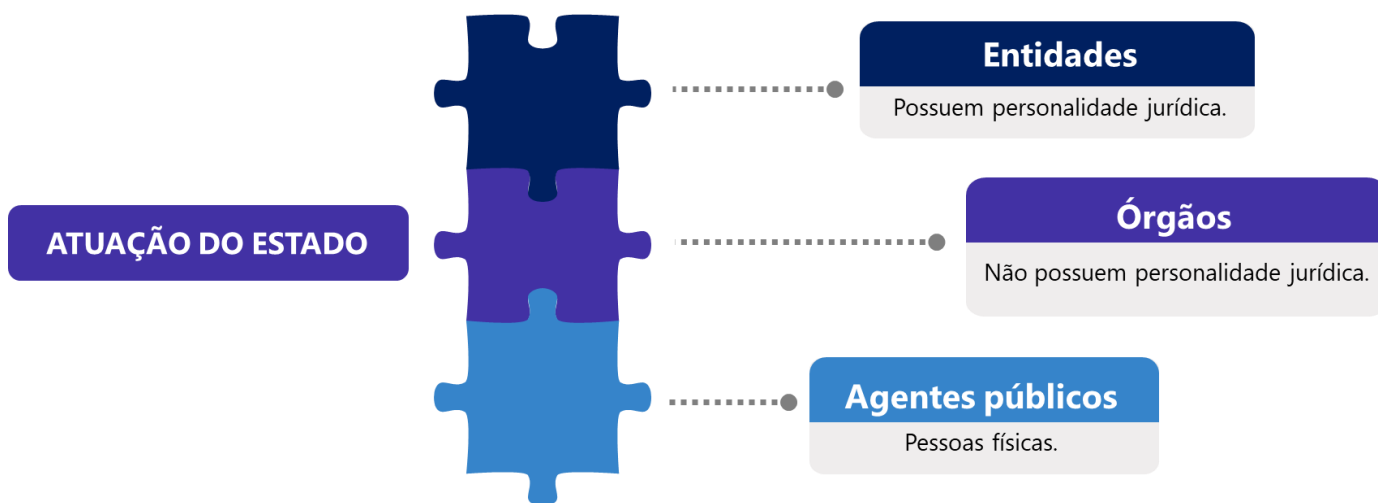 ATUAÇÃO DO ESTADO
Entidades
Possuem personalidade jurídica.
Órgãos
Não possuem personalidade jurídica.
Agentes públicos
Pessoas físicas.